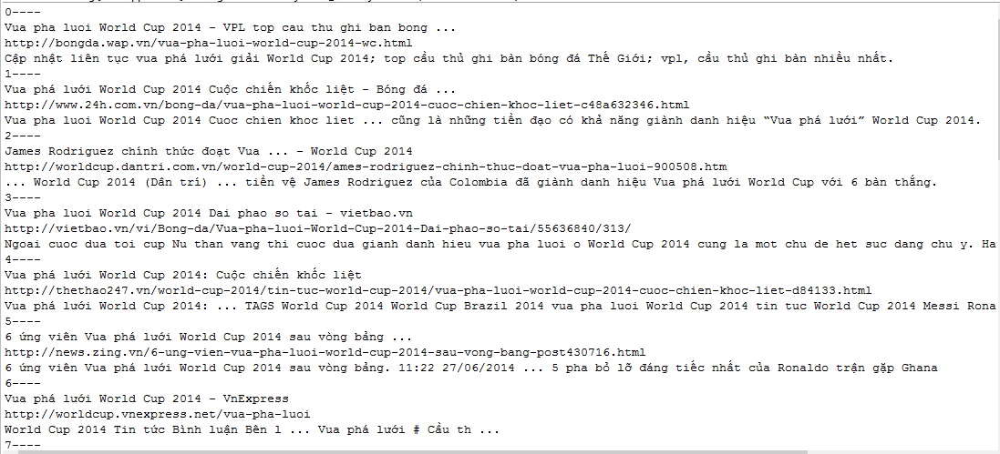 0----
Vua pha luoi World Cup 2014 - VPL top cau thu ghi ban bong ...
http://bongda.wap.vn/vua-pha-luoi-world-cup-2014-wc.html
Cập nhật liên tục vua phá lưới giải World Cup 2014; top cầu thủ ghi bàn bóng đá Thế Giới; vpl, cầu thủ ghi bàn nhiều nhất.
1----
Vua phá lưới World Cup 2014 Cuộc chiến khốc liệt - Bóng đá ...
http://www.24h.com.vn/bong-da/vua-pha-luoi-world-cup-2014-cuoc-chien-khoc-liet-c48a632346.html
Vua pha luoi World Cup 2014 Cuoc chien khoc liet ... cũng là những tiền đạo có khả năng giành danh hiệu “Vua phá lưới” World Cup 2014.
2----
James Rodriguez chính thức đoạt Vua ... - World Cup 2014
http://worldcup.dantri.com.vn/world-cup-2014/ames-rodriguez-chinh-thuc-doat-vua-pha-luoi-900508.htm
... World Cup 2014 (Dân trí) ... tiền vệ James Rodriguez của Colombia đã giành danh hiệu Vua phá lưới World Cup với 6 bàn thắng.
3----
Vua pha luoi World Cup 2014 Dai phao so tai - vietbao.vn
http://vietbao.vn/vi/Bong-da/Vua-pha-luoi-World-Cup-2014-Dai-phao-so-tai/55636840/313/
Ngoai cuoc dua toi cup Nu than vang thi cuoc dua gianh danh hieu vua pha luoi o World Cup 2014 cung la mot chu de het suc dang chu y. Ha
4----
Vua phá lưới World Cup 2014: Cuộc chiến khốc liệt
http://thethao247.vn/world-cup-2014/tin-tuc-world-cup-2014/vua-pha-luoi-world-cup-2014-cuoc-chien-khoc-liet-d84133.html
Vua phá lưới World Cup 2014: ... TAGS World Cup 2014 World Cup Brazil 2014 vua pha luoi World Cup 2014 tin tuc World Cup 2014 Messi Rona
5----
6 ứng viên Vua phá lưới World Cup 2014 sau vòng bảng ...
http://news.zing.vn/6-ung-vien-vua-pha-luoi-world-cup-2014-sau-vong-bang-post430716.html
6 ứng viên Vua phá lưới World Cup 2014 sau vòng bảng. 11:22 27/06/2014 ... 5 pha bỏ lỡ đáng tiếc nhất của Ronaldo trận gặp Ghana
6----
Vua phá lưới World Cup 2014 - VnExpress
http://worldcup.vnexpress.net/vua-pha-luoi
World Cup 2014 Tin tức Bình luận Bên l ... Vua phá lưới # Cầu th ...
7----